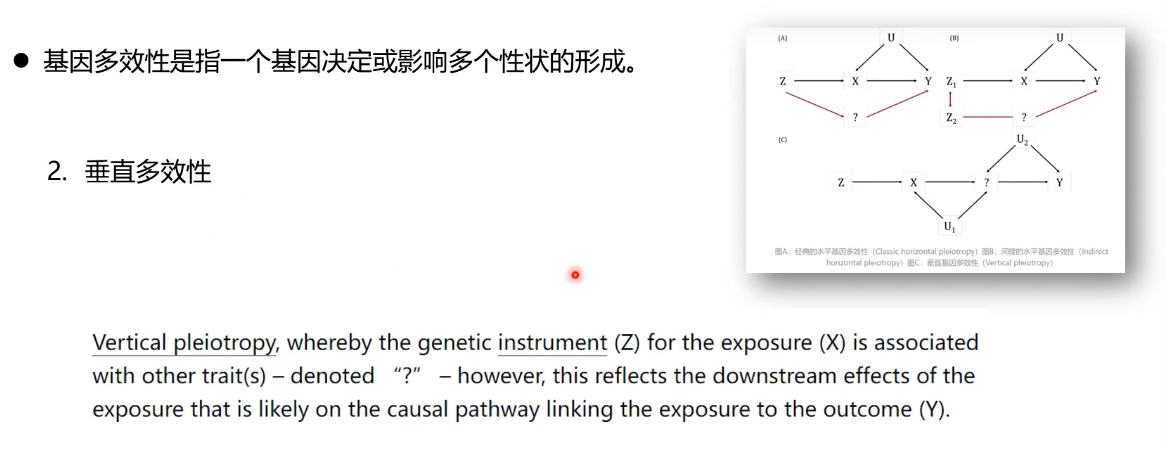 ● 基因多效性是指一个基因决定或影响多个性状的形成。
(A) U (B) U
Z X Y Z₁ X Y
? Z₂ ?
(C) U₂
Z X ? Y
U₁
图A：经典的水平基因多效性（Classic horizontal pleiotropy）图B：间接的水平基因多效性（Indirect
horizontal pleiotropy）图C：垂直基因多效性（Vertical pleiotropy）
2. 垂直多效性
Vertical pleiotropy, whereby the genetic instrument (Z) for the exposure (X) is associated
with other trait(s) – denoted “?” – however, this reflects the downstream effects of the
exposure that is likely on the causal pathway linking the exposure to the outcome (Y).